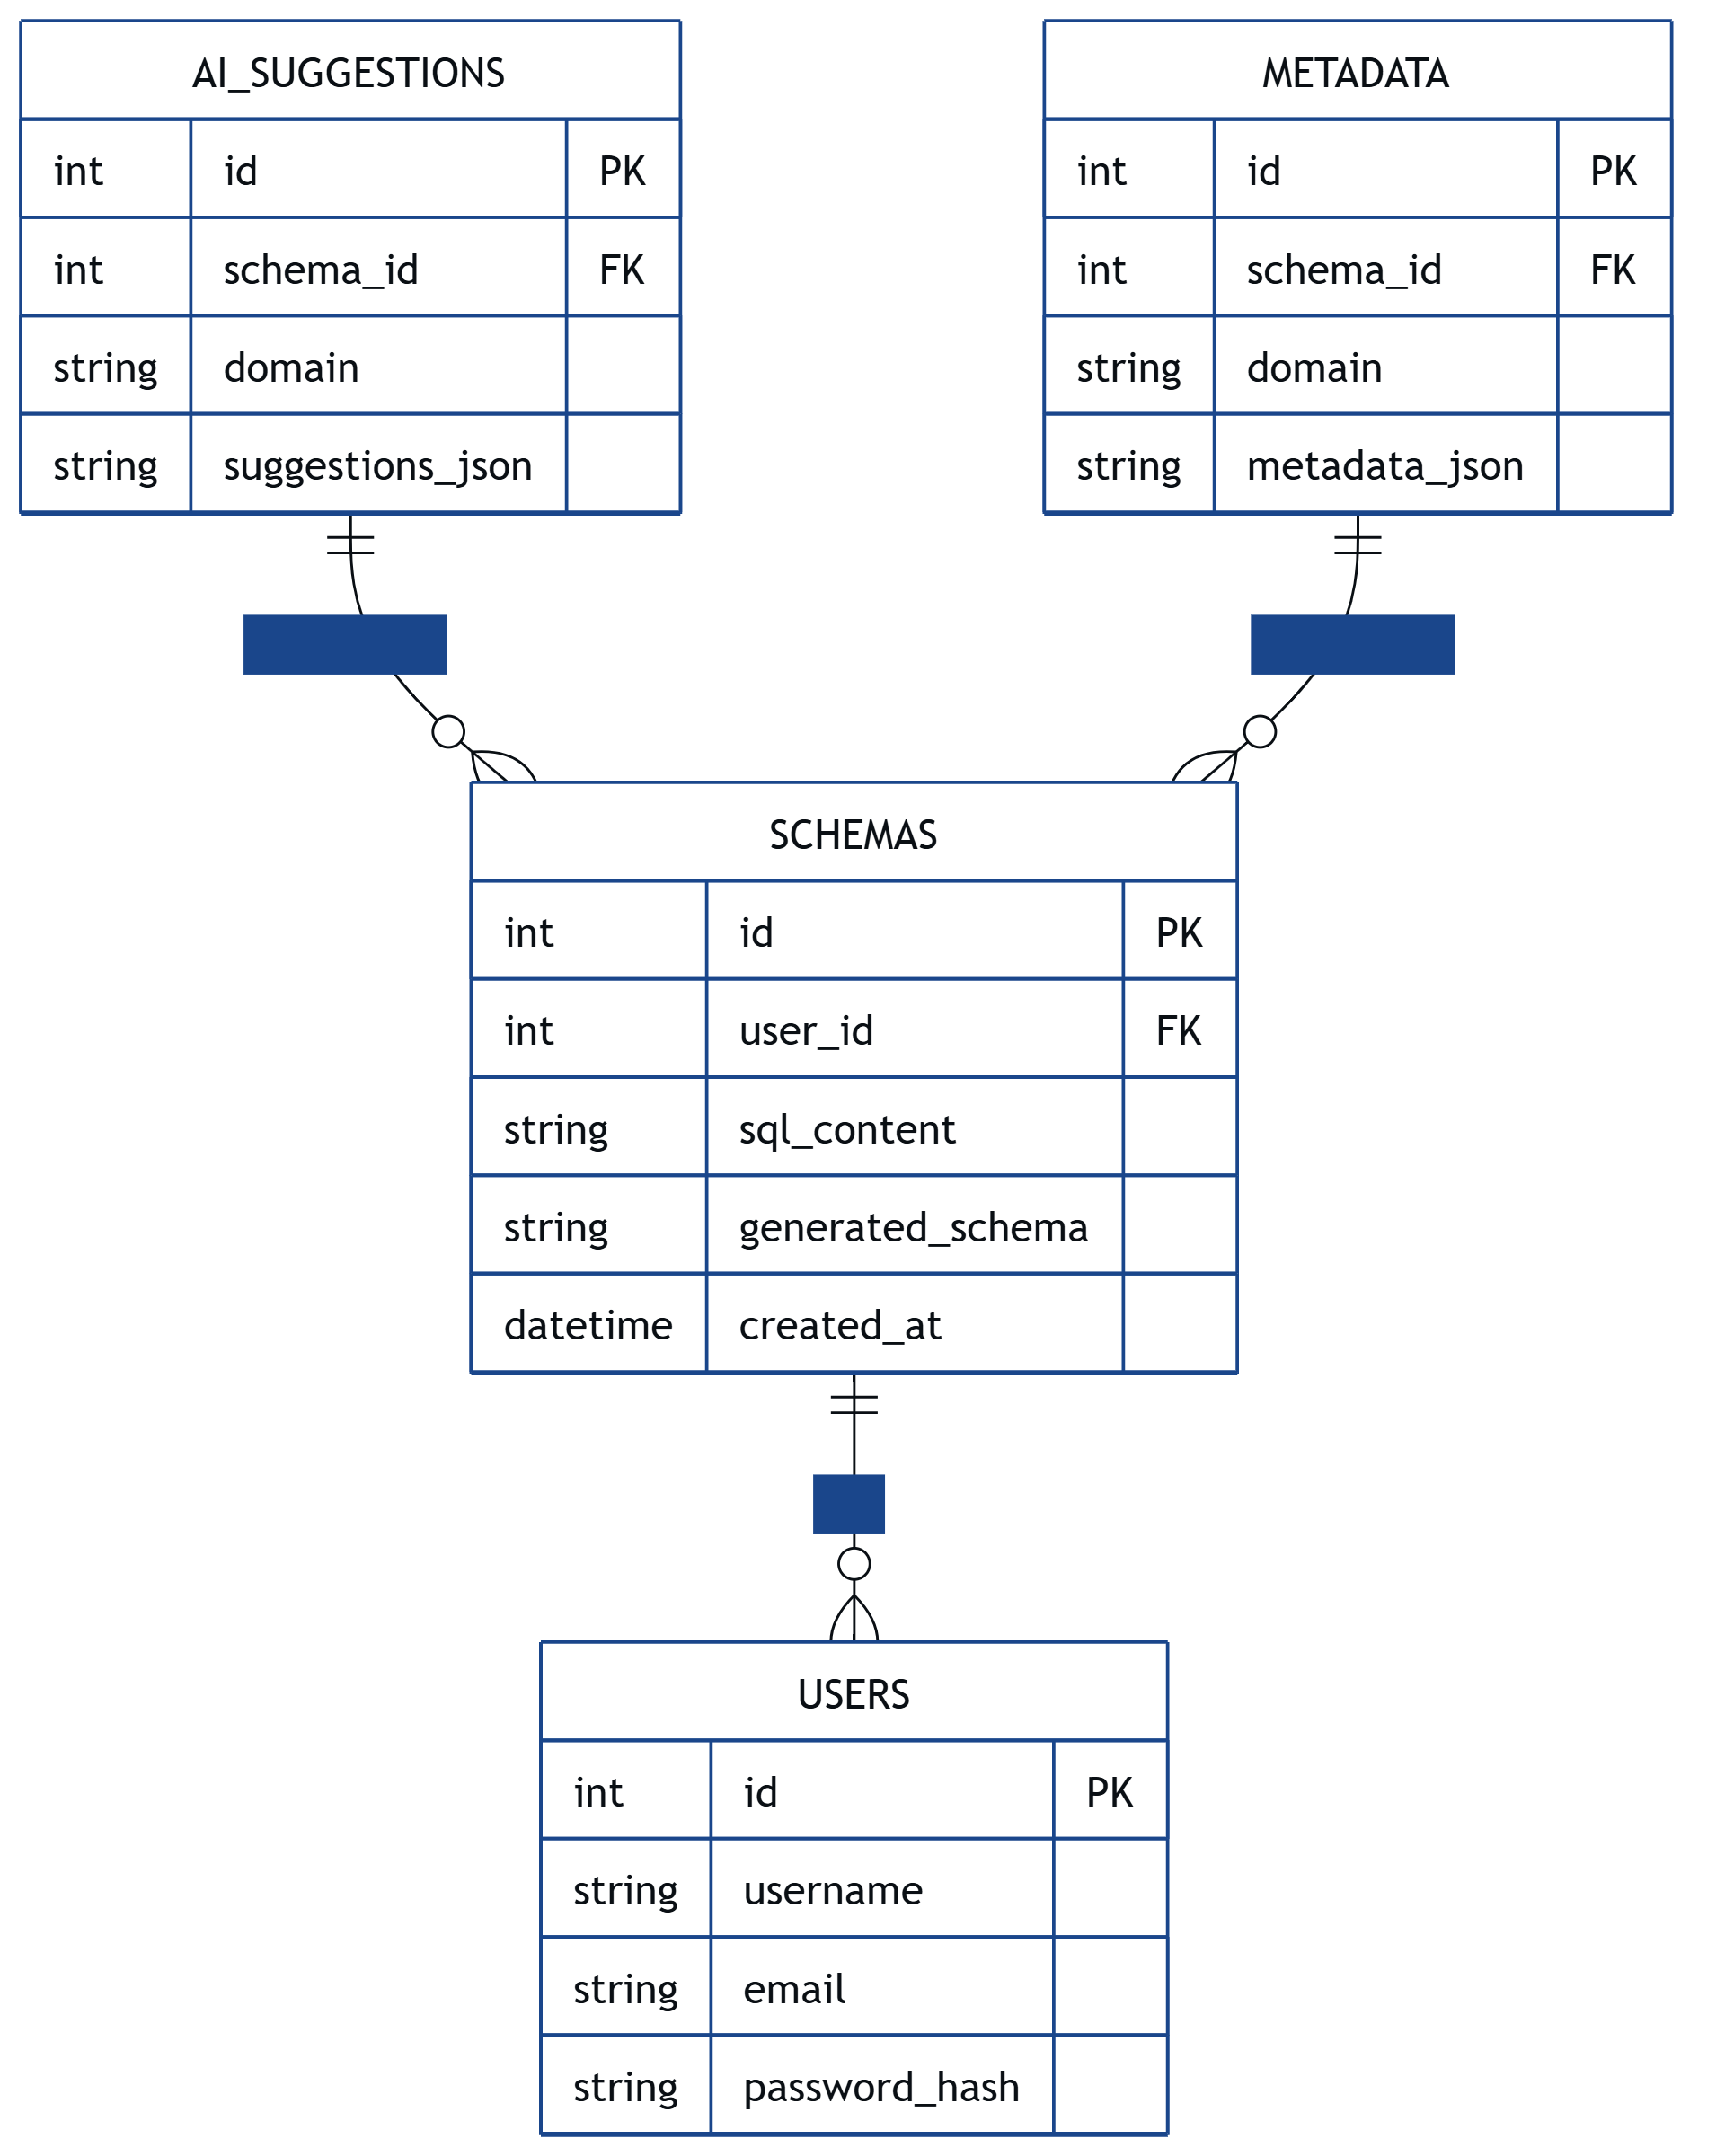 AI_SUGGESTIONS
int id PK
int schema_id FK
string domain
string suggestions_json
METADATA
int id PK
int schema_id FK
string domain
string metadata_json
SCHEMAS
int id PK
int user_id FK
string sql_content
string generated_schema
datetime created_at
USERS
int id PK
string username
string email
string password_hash